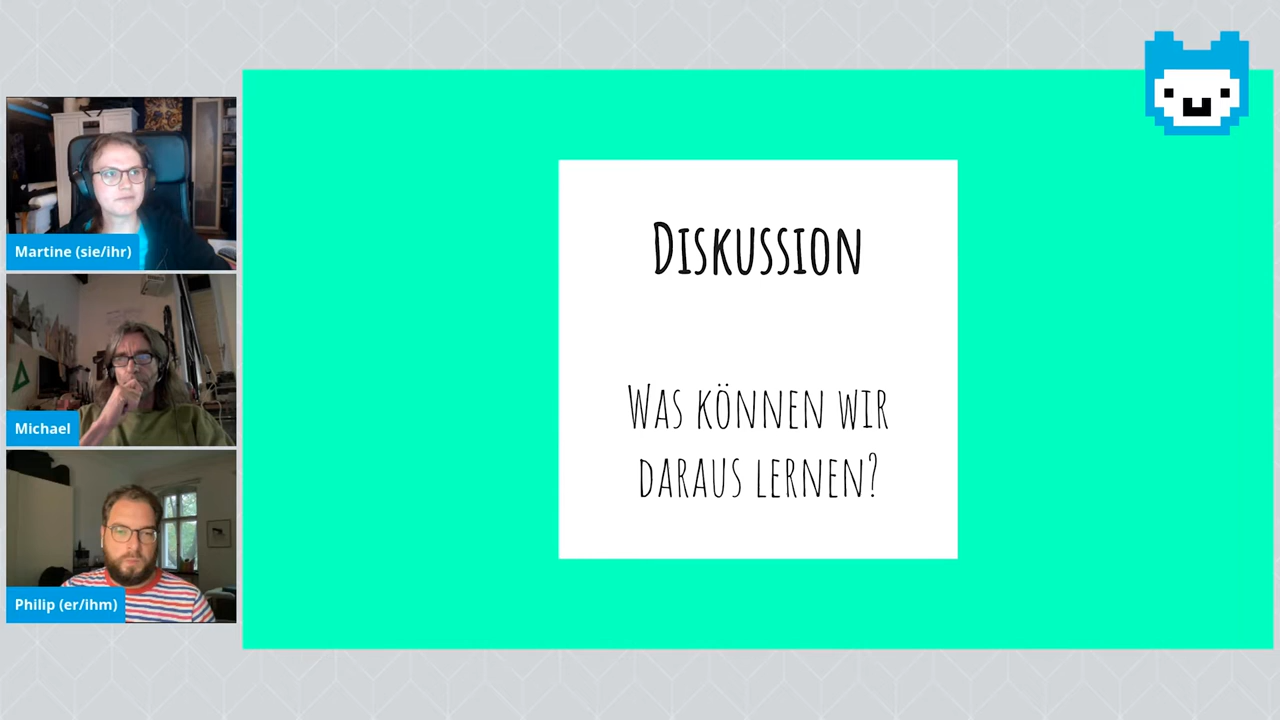 Martine (sie/ihr)
Michael
Philip (er/ihm)
Diskussion
Was können wir
daraus lernen?